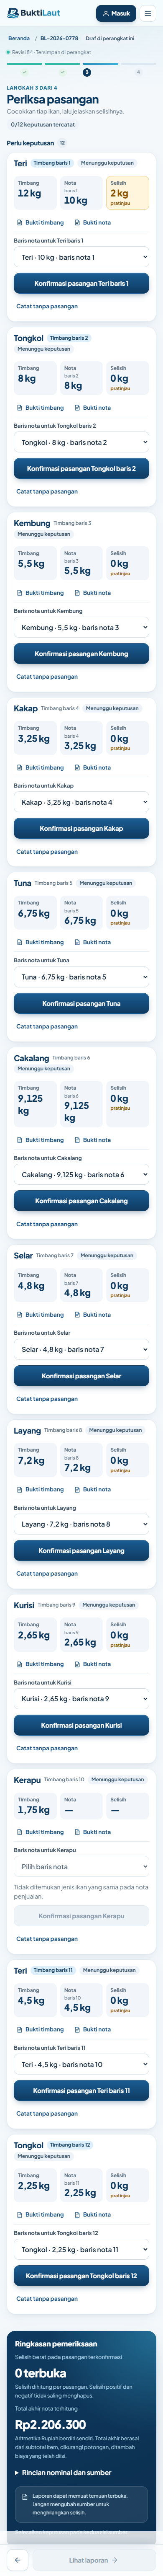 BuktiLaut
Masuk
Beranda / BL-2026-0778 Draf di perangkat ini
Revisi 84 · Tersimpan di perangkat
3
4
LANGKAH 3 DARI 4
Periksa pasangan
Cocokkan tiap ikan, lalu jelaskan selisihnya.
0/12 keputusan tercatat
Perlu keputusan 12
Teri Timbang baris 1 Menunggu keputusan
Timbang Nota Selisih
12 kg baris 1 2 kg
10 kg pratinjau
Bukti timbang Bukti nota
Baris nota untuk Teri baris 1
Teri · 10 kg · baris nota 1
Konfirmasi pasangan Teri baris 1
Catat tanpa pasangan
Tongkol Timbang baris 2
Menunggu keputusan
Timbang Nota Selisih
8 kg baris 2 0 kg
8 kg pratinjau
Bukti timbang Bukti nota
Baris nota untuk Tongkol baris 2
Tongkol · 8 kg · baris nota 2
Konfirmasi pasangan Tongkol baris 2
Catat tanpa pasangan
Kembung Timbang baris 3
Menunggu keputusan
Timbang Nota Selisih
5,5 kg baris 3 0 kg
5,5 kg pratinjau
Bukti timbang Bukti nota
Baris nota untuk Kembung
Kembung · 5,5 kg · baris nota 3
Konfirmasi pasangan Kembung
Catat tanpa pasangan
Kakap Timbang baris 4 Menunggu keputusan
Timbang Nota Selisih
3,25 kg baris 4 0 kg
3,25 kg pratinjau
Bukti timbang Bukti nota
Baris nota untuk Kakap
Kakap · 3,25 kg · baris nota 4
Konfirmasi pasangan Kakap
Catat tanpa pasangan
Tuna Timbang baris 5 Menunggu keputusan
Timbang Nota Selisih
6,75 kg baris 5 0 kg
6,75 kg pratinjau
Bukti timbang Bukti nota
Baris nota untuk Tuna
Tuna · 6,75 kg · baris nota 5
Konfirmasi pasangan Tuna
Catat tanpa pasangan
Cakalang Timbang baris 6
Menunggu keputusan
Timbang Nota Selisih
9,125 kg baris 6 0 kg
9,125 kg pratinjau
Bukti timbang Bukti nota
Baris nota untuk Cakalang
Cakalang · 9,125 kg · baris nota 6
Konfirmasi pasangan Cakalang
Catat tanpa pasangan
Selar Timbang baris 7 Menunggu keputusan
Timbang Nota Selisih
4,8 kg baris 7 0 kg
4,8 kg pratinjau
Bukti timbang Bukti nota
Baris nota untuk Selar
Selar · 4,8 kg · baris nota 7
Konfirmasi pasangan Selar
Catat tanpa pasangan
Layang Timbang baris 8 Menunggu keputusan
Timbang Nota Selisih
7,2 kg baris 8 0 kg
7,2 kg pratinjau
Bukti timbang Bukti nota
Baris nota untuk Layang
Layang · 7,2 kg · baris nota 8
Konfirmasi pasangan Layang
Catat tanpa pasangan
Kurisi Timbang baris 9 Menunggu keputusan
Timbang Nota Selisih
2,65 kg baris 9 0 kg
2,65 kg pratinjau
Bukti timbang Bukti nota
Baris nota untuk Kurisi
Kurisi · 2,65 kg · baris nota 9
Konfirmasi pasangan Kurisi
Catat tanpa pasangan
Kerapu Timbang baris 10 Menunggu keputusan
Timbang Nota Selisih
1,75 kg — —
Bukti timbang Bukti nota
Baris nota untuk Kerapu
Pilih baris nota
Tidak ditemukan jenis ikan yang sama pada nota
penjualan.
Konfirmasi pasangan Kerapu
Catat tanpa pasangan
Teri Timbang baris 11 Menunggu keputusan
Timbang Nota Selisih
4,5 kg baris 10 0 kg
4,5 kg pratinjau
Bukti timbang Bukti nota
Baris nota untuk Teri baris 11
Teri · 4,5 kg · baris nota 10
Konfirmasi pasangan Teri baris 11
Catat tanpa pasangan
Tongkol Timbang baris 12
Menunggu keputusan
Timbang Nota Selisih
2,25 kg baris 11 0 kg
2,25 kg pratinjau
Bukti timbang Bukti nota
Baris nota untuk Tongkol baris 12
Tongkol · 2,25 kg · baris nota 11
Konfirmasi pasangan Tongkol baris 12
Catat tanpa pasangan
Ringkasan pemeriksaan
Selisih berat pada pasangan terkonfirmasi
0 terbuka
Selisih dihitung per pasangan. Selisih positif dan
negatif tidak saling menghapus.
Total akhir nota terhitung
Rp2.206.300
Aritmetika Rupiah berdiri sendiri. Total akhir berasal
dari subtotal item, dikurangi potongan, ditambah
biaya yang telah diisi.
Rincian nominal dan sumber
Laporan dapat memuat temuan terbuka.
Jangan mengubah sumber untuk
menghilangkan selisih.
Lihat laporan